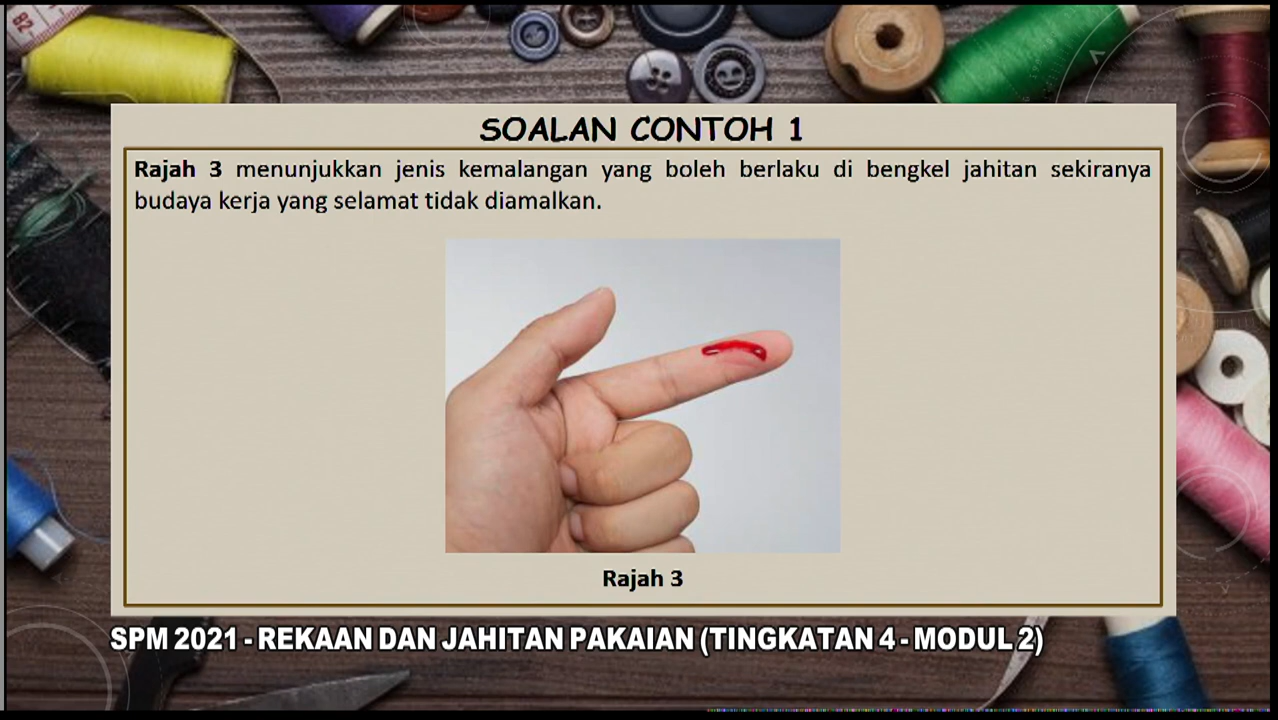 SOALAN CONTOH 1
Rajah 3 menunjukkan jenis kemalangan yang boleh berlaku di bengkel jahitan sekiranya
budaya kerja yang selamat tidak diamalkan.
Rajah 3
SPM 2021 - REKAAN DAN JAHITAN PAKAIAN (TINGKATAN 4 - MODUL 2)
82